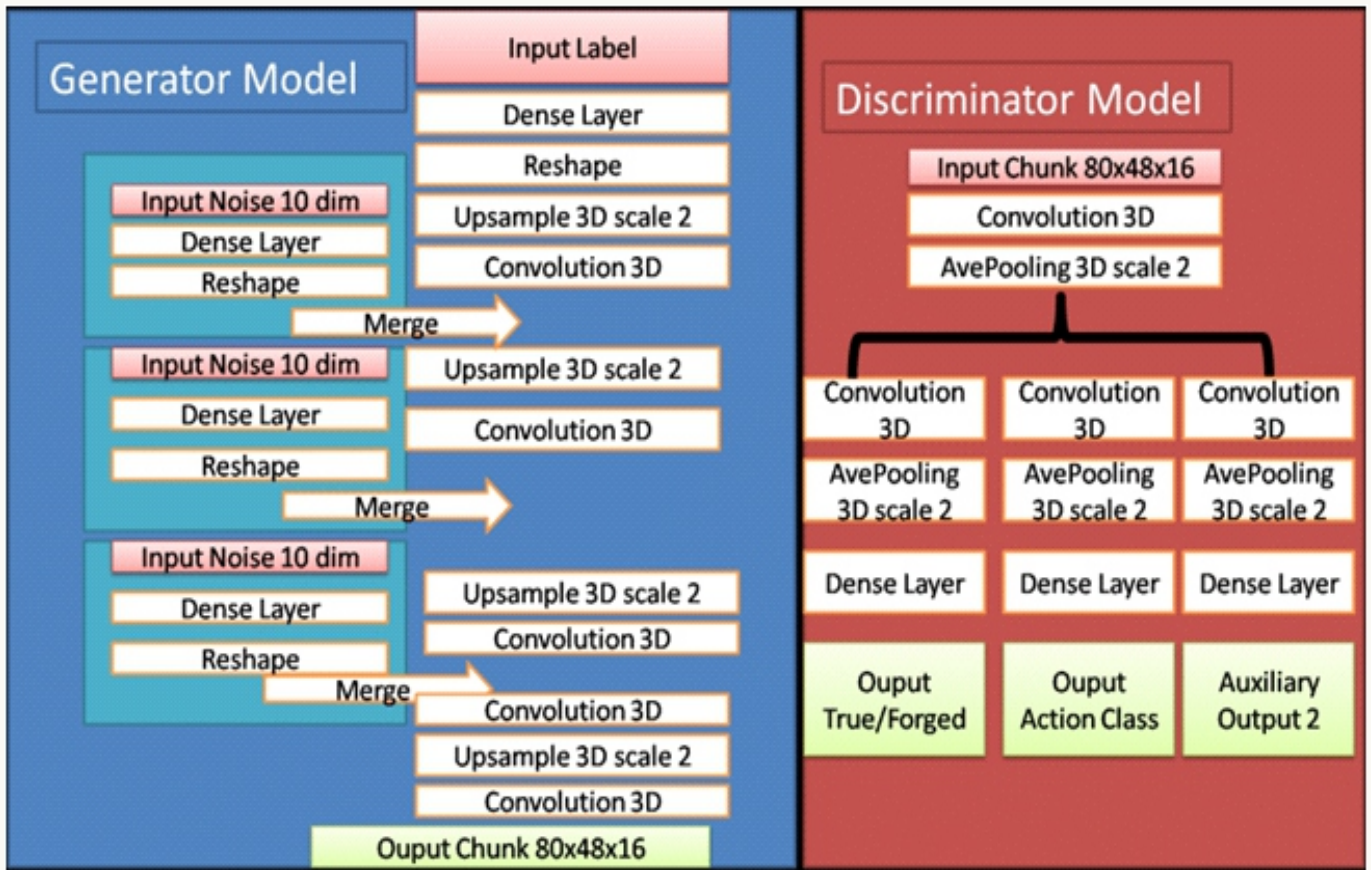 Generator Model
Input Label
Dense Layer
Reshape
Upsample 3D scale 2
Convolution 3D
Input Noise 10 dim
Dense Layer
Reshape
Merge
Input Noise 10 dim
Dense Layer
Reshape
Merge
Upsample 3D scale 2
Convolution 3D
Input Noise 10 dim
Dense Layer
Reshape
Merge
Upsample 3D scale 2
Convolution 3D
Convolution 3D
Upsample 3D scale 2
Convolution 3D
Ouput Chunk 80x48x16
Discriminator Model
Input Chunk 80x48x16
Convolution 3D
AvePooling 3D scale 2
Convolution
3D
AvePooling
3D scale 2
Dense Layer
Ouput
True/Forged
Convolution
3D
AvePooling
3D scale 2
Dense Layer
Ouput
Action Class
Convolution
3D
AvePooling
3D scale 2
Dense Layer
Auxiliary
Output 2